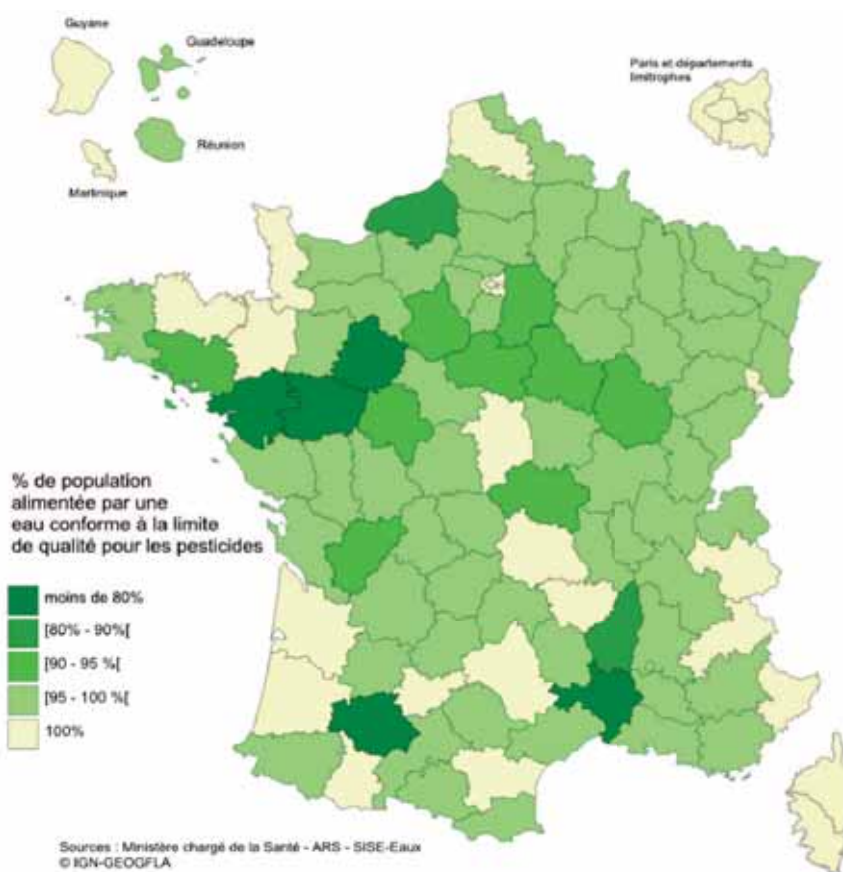 Guyane
Guadeloupe
Paris et départements
limitrophes
Réunion
Martinique
% de population
alimentée par une
eau conforme à la limite
de qualité pour les pesticides
moins de 80%
[80% - 90%[
[90 - 95 %[
[95 - 100 %[
100%
Sources : Ministère chargé de la Santé - ARS - SISE-Eaux
© IGN-GEOGFLA